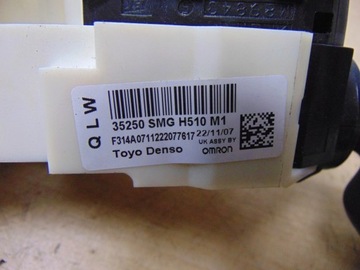 QLW
35250 SMG H510 M1
F314A0711222077617 22/11/07
UK ASSY BY
Toyo Denso OMRON